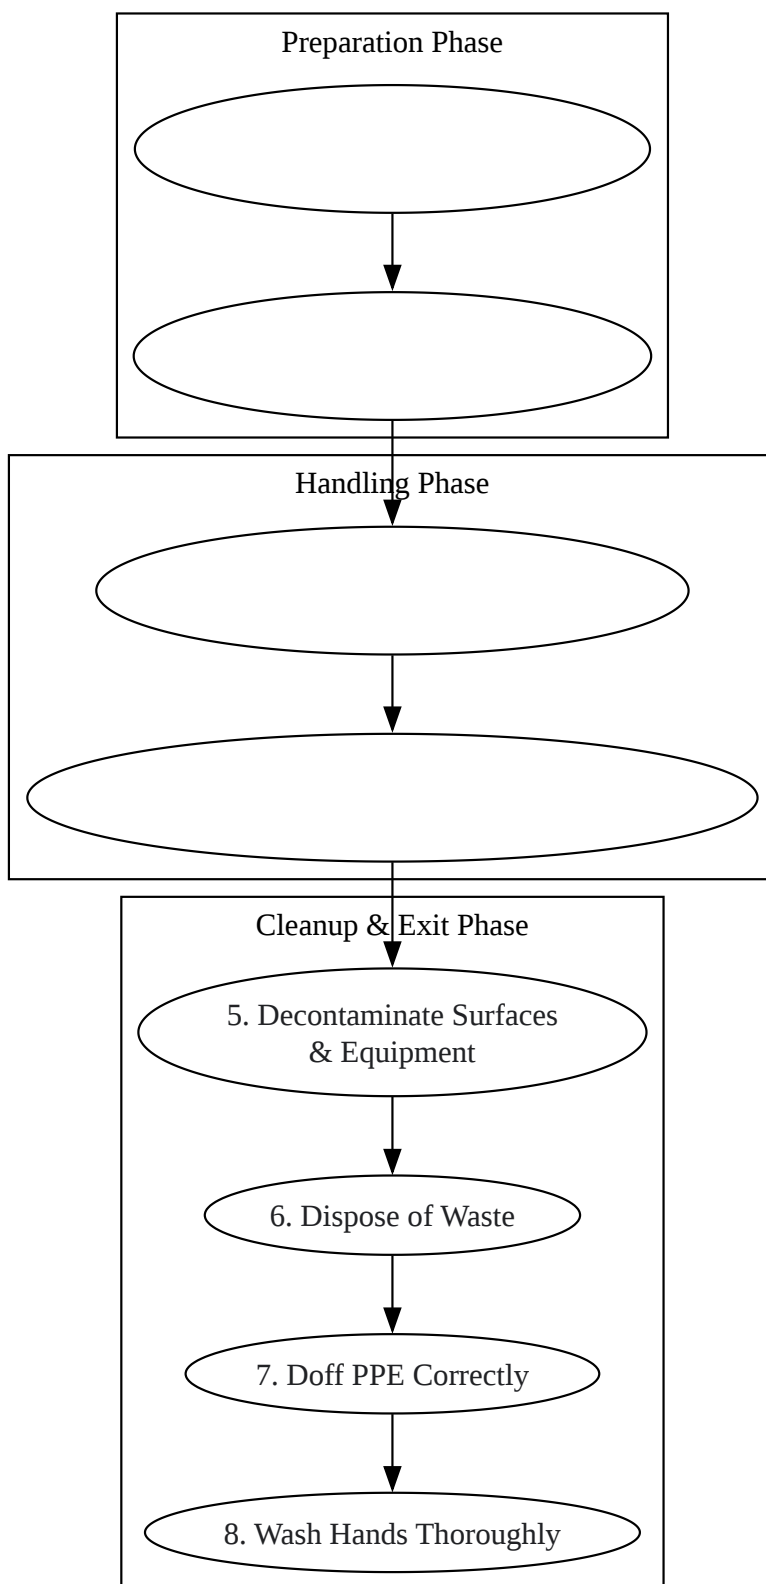 Preparation Phase
Handling Phase
Cleanup & Exit Phase
5. Decontaminate Surfaces
& Equipment
6. Dispose of Waste
7. Doff PPE Correctly
8. Wash Hands Thoroughly